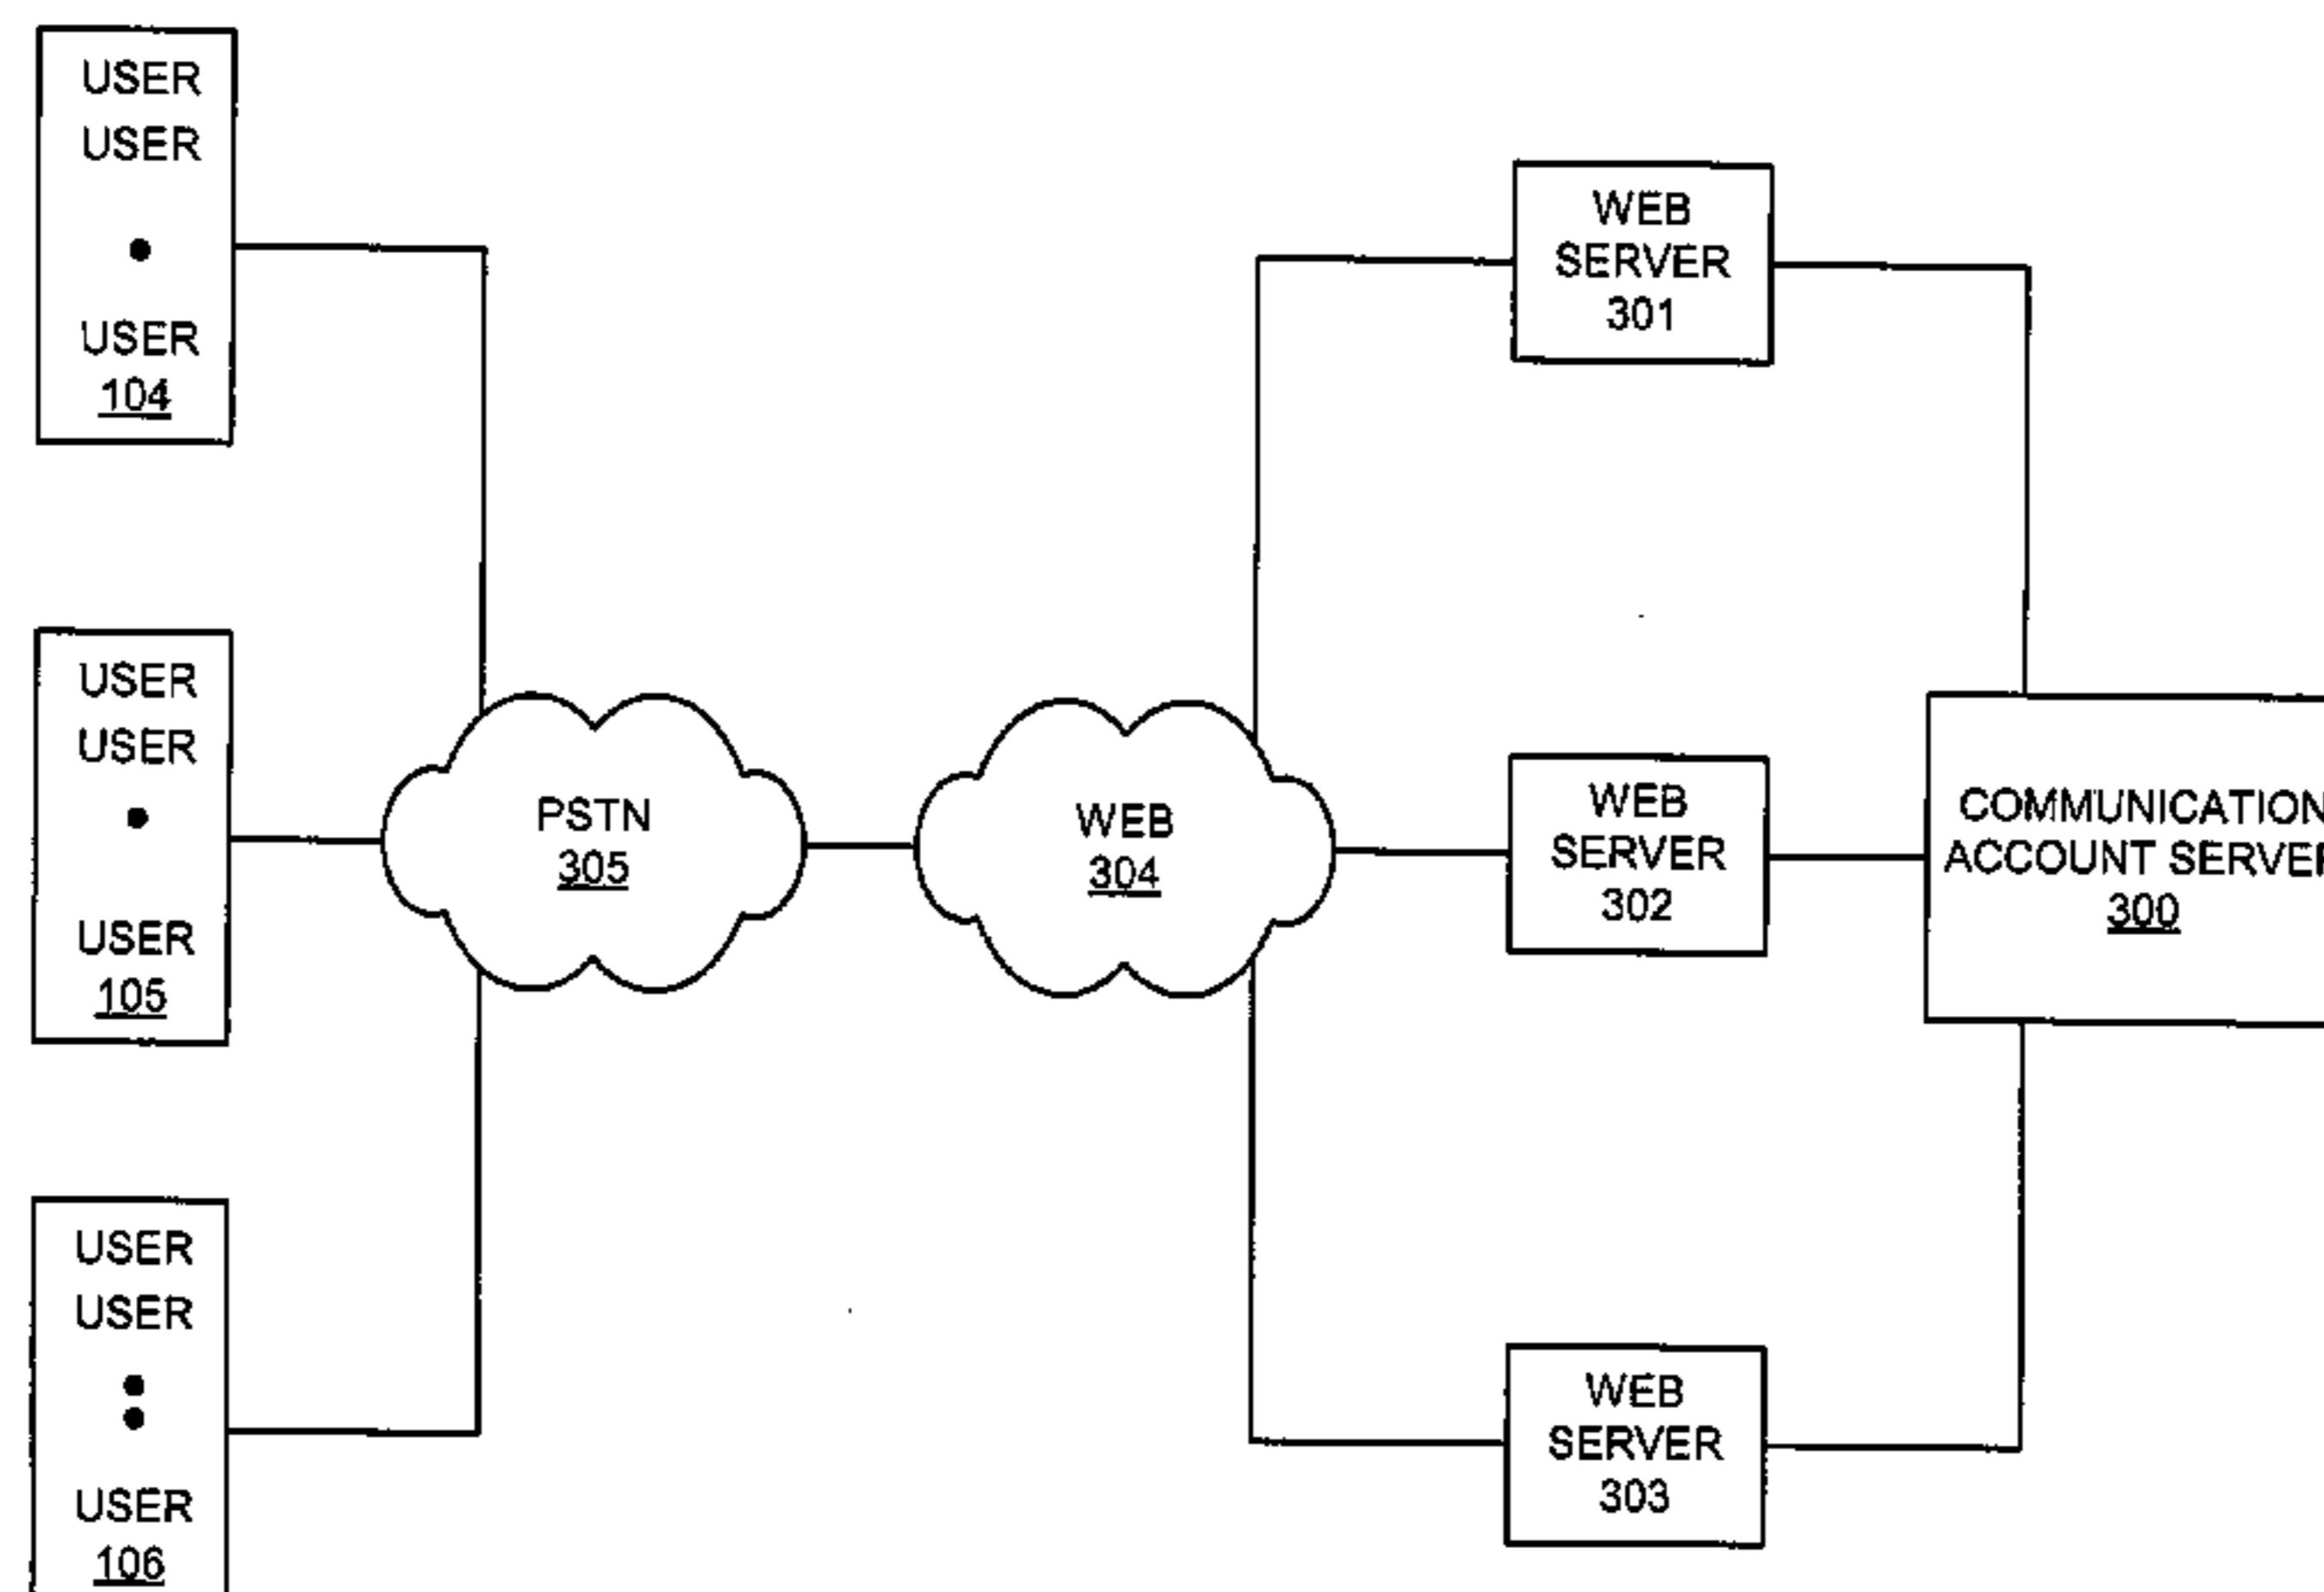 USER
USER
USER
104
USER
USER
USER
105
USER
USER
USER
106
PSTN
305
WEB
304
WEB
SERVER
301
WEB
SERVER
302
WEB
SERVER
303
COMMUNICATION
ACCOUNT SERVER
300